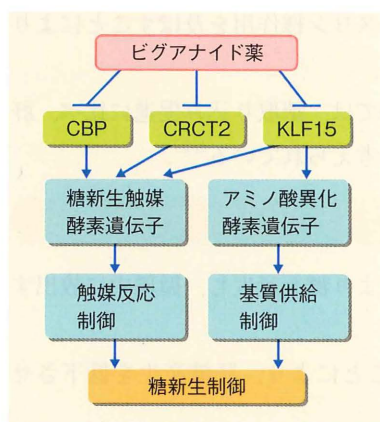 ビグアナイド薬
CBP
CRCT2
KLF15
糖新生触媒
酵素遺伝子
アミノ酸異化
酵素遺伝子
触媒反応
制御
基質供給
制御
糖新生制御